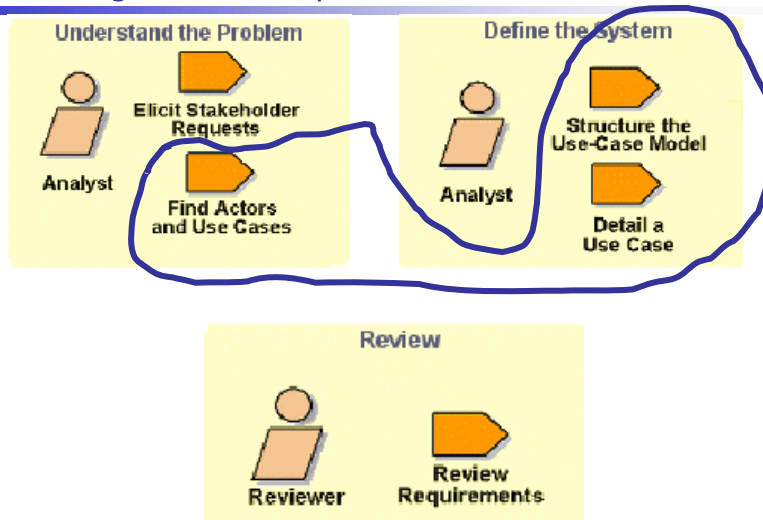 Understand the Problem
Elicit Stakeholder
Requests
Analyst
Find Actors
and Use Cases
Define the System
Structure the
Use-Case Model
Analyst
Detail a
Use Case
Review
Reviewer
Review
Requirements